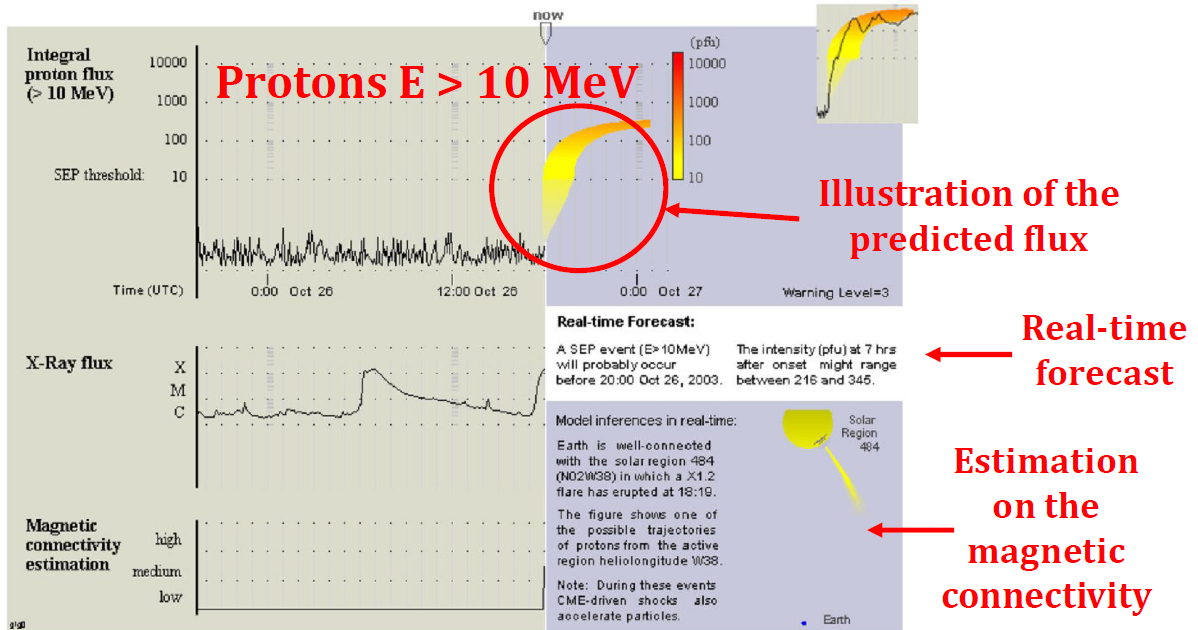 now
Integral
proton flux
(> 10 MeV)
10000
1000
100
SEP threshold:
10
Protons E > 10 MeV
(pfu)
10000
1000
100
10
Illustration of the
predicted flux
Time (UTC)
0:00 Oct 26
12:00 Oct 26
0:00 Oct 27
Warning Level=3
Real-time Forecast:
A SEP event (E>10MeV)
will probably occur
before 20:00 Oct 26, 2003.
The intensity (pfu) at 7 hrs
after onset might range
between 216 and 345.
Real-time
forecast
X-Ray flux
X
M
C
Model inferences in real-time:
Earth is well-connected
with the solar region 484
(N02W38) in which a X1.2
flare has erupted at 18:19.
The figure shows one of
the possible trajectories
of protons from the active
region heliolongitude W38.
Note: During these events
CME-driven shocks also
accelerate particles.
Solar
Region
484
Earth
Estimation
on the
magnetic
connectivity
Magnetic
connectivity
estimation
high
medium
low